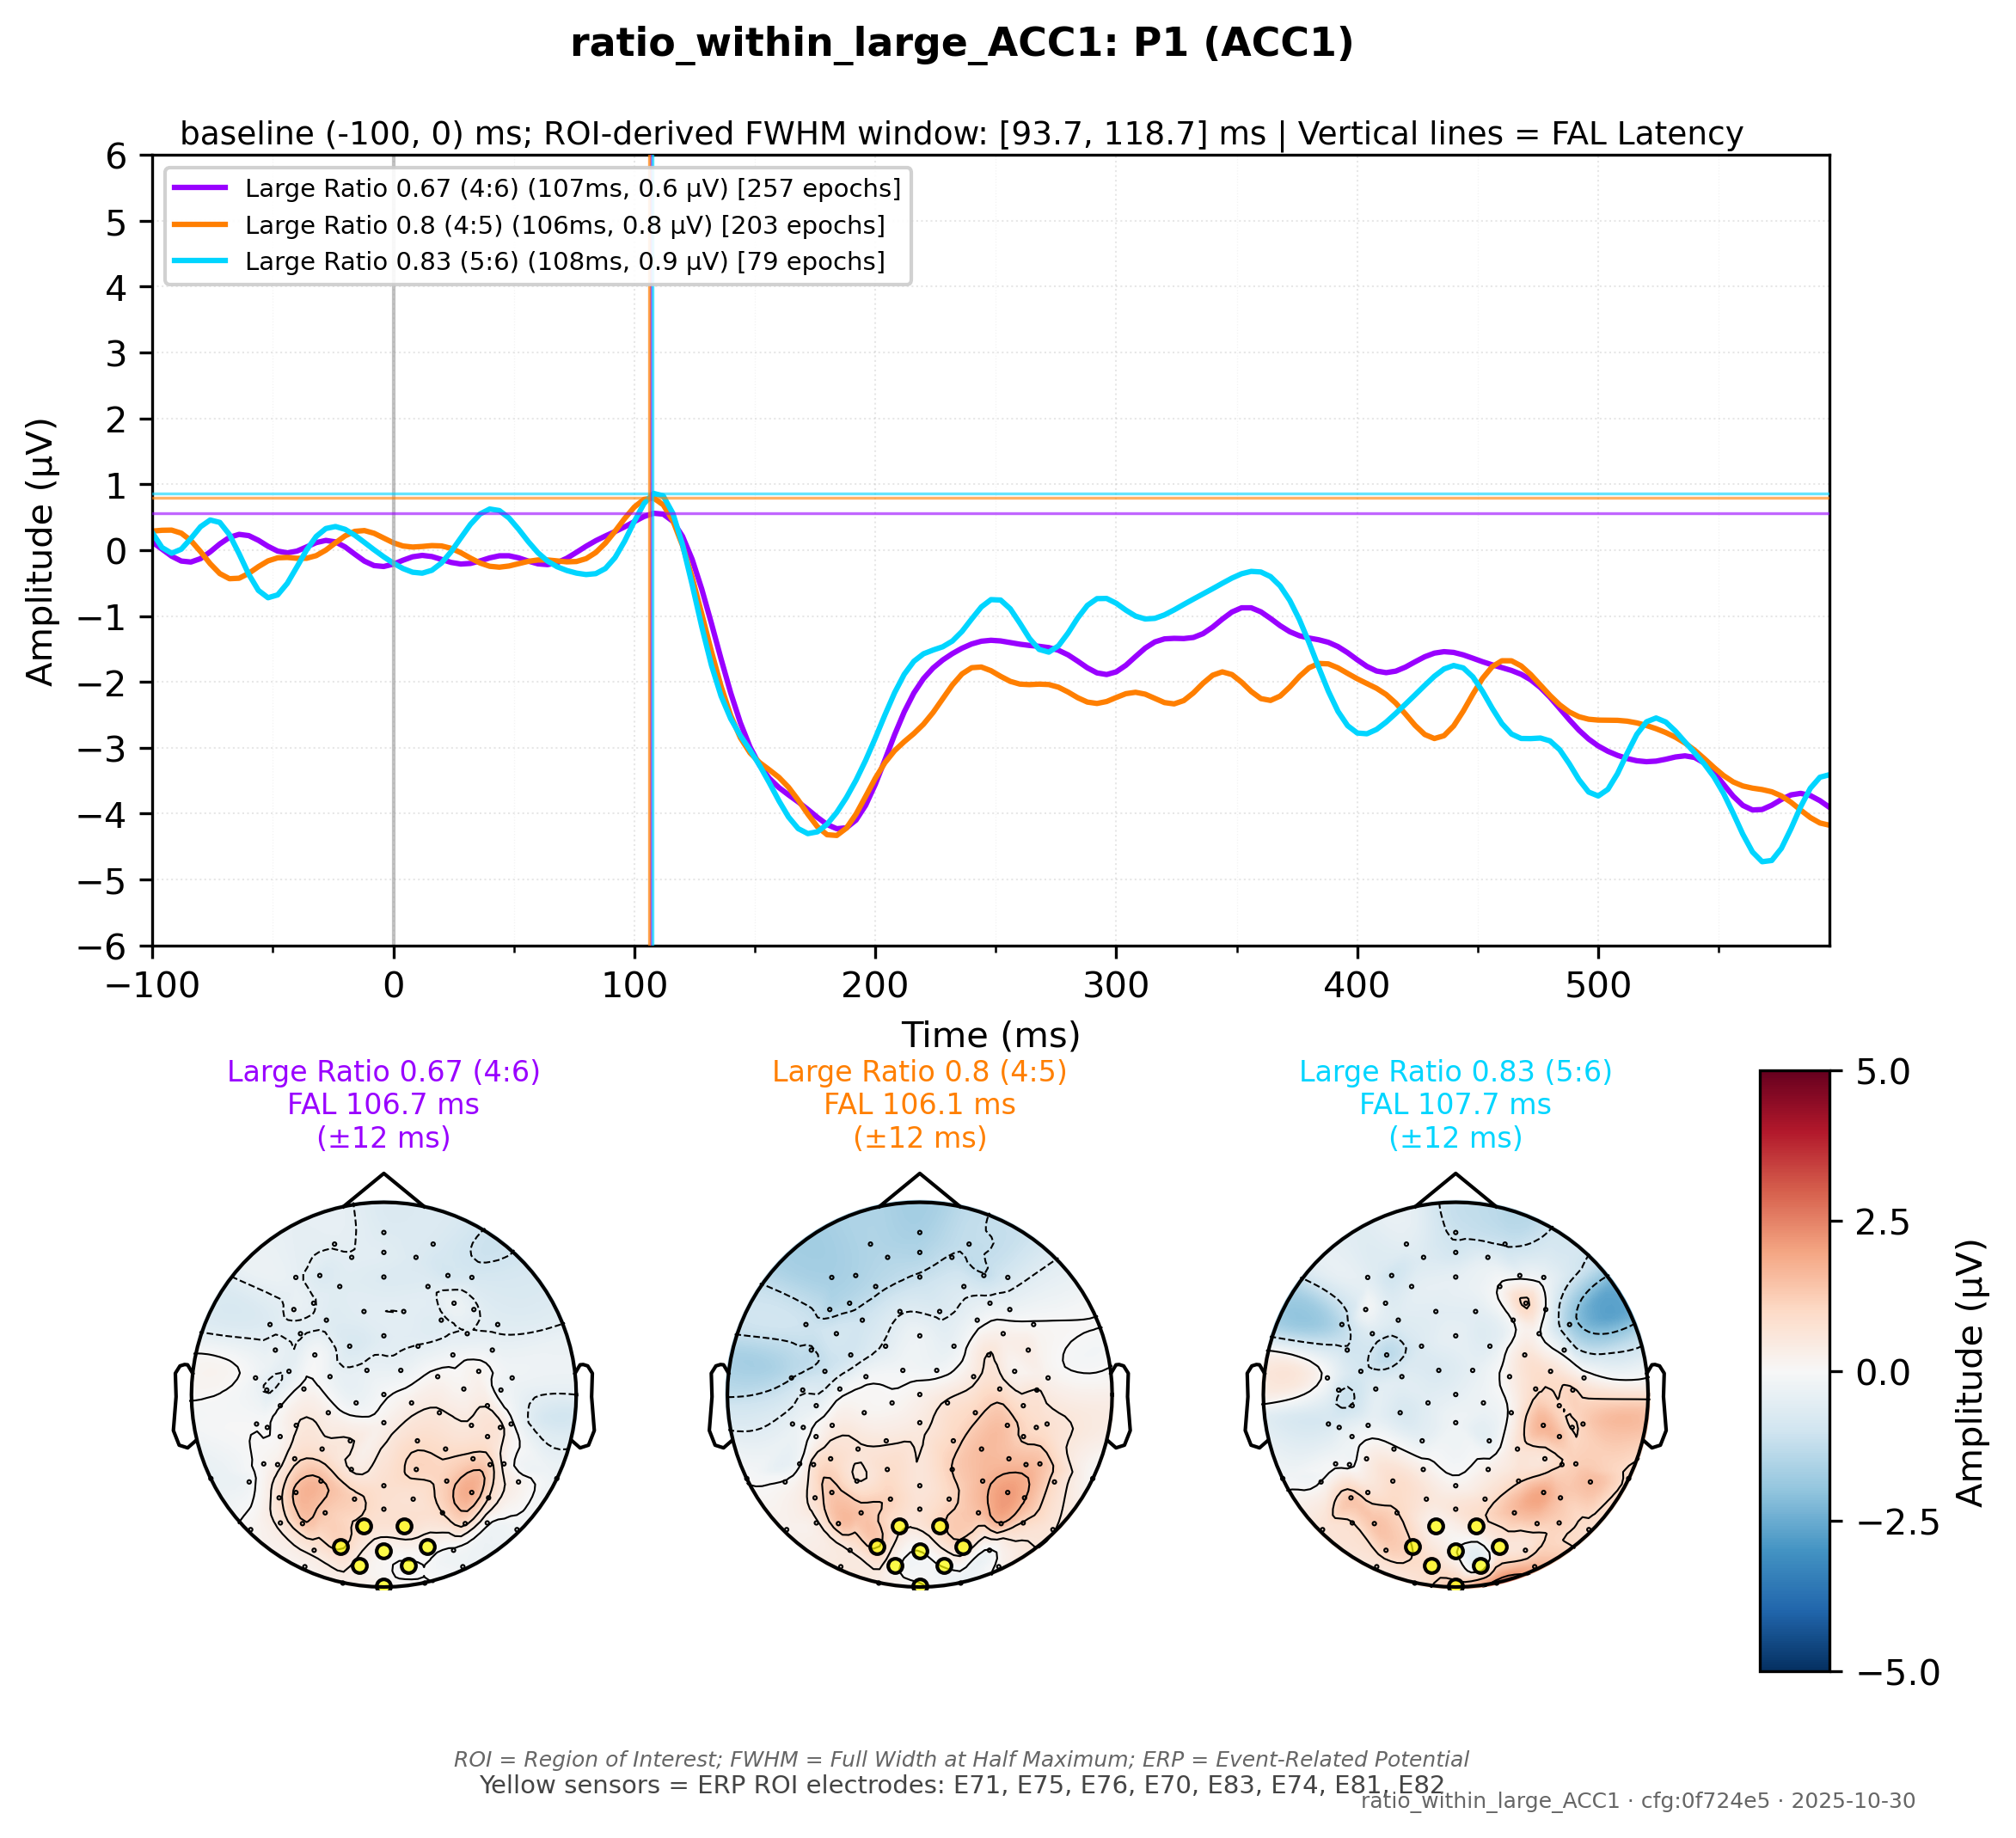 ratio_within_large_ACC1: P1 (ACC1)
baseline (-100, 0) ms; ROI-derived FWHM window: [93.7, 118.7] ms | Vertical lines = FAL Latency
Large Ratio 0.67 (4:6) (107ms, 0.6 µV) [257 epochs]
Large Ratio 0.8 (4:5) (106ms, 0.8 µV) [203 epochs]
Large Ratio 0.83 (5:6) (108ms, 0.9 µV) [79 epochs]
Amplitude (µV)
6
5
4
3
2
1
0
−1
−2
−3
−4
−5
−6
−100 0 100 200 300 400 500
Time (ms)
Large Ratio 0.67 (4:6)
FAL 106.7 ms
(±12 ms)
Large Ratio 0.8 (4:5)
FAL 106.1 ms
(±12 ms)
Large Ratio 0.83 (5:6)
FAL 107.7 ms
(±12 ms)
5.0
2.5
0.0
−2.5
−5.0
Amplitude (µV)
ROI = Region of Interest; FWHM = Full Width at Half Maximum; ERP = Event-Related Potential
Yellow sensors = ERP ROI electrodes: E71, E75, E76, E70, E83, E74, E81, E82
ratio_within_large_ACC1 · cfg:0f724e5 · 2025-10-30